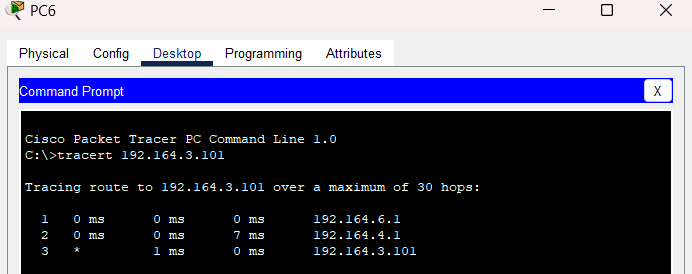 PC6
Physical Config Desktop Programming Attributes
Command Prompt X
Cisco Packet Tracer PC Command Line 1.0
C:\>tracert 192.164.3.101
Tracing route to 192.164.3.101 over a maximum of 30 hops:
1 0 ms 0 ms 0 ms 192.164.6.1
2 0 ms 0 ms 7 ms 192.164.4.1
3 * 1 ms 0 ms 192.164.3.101